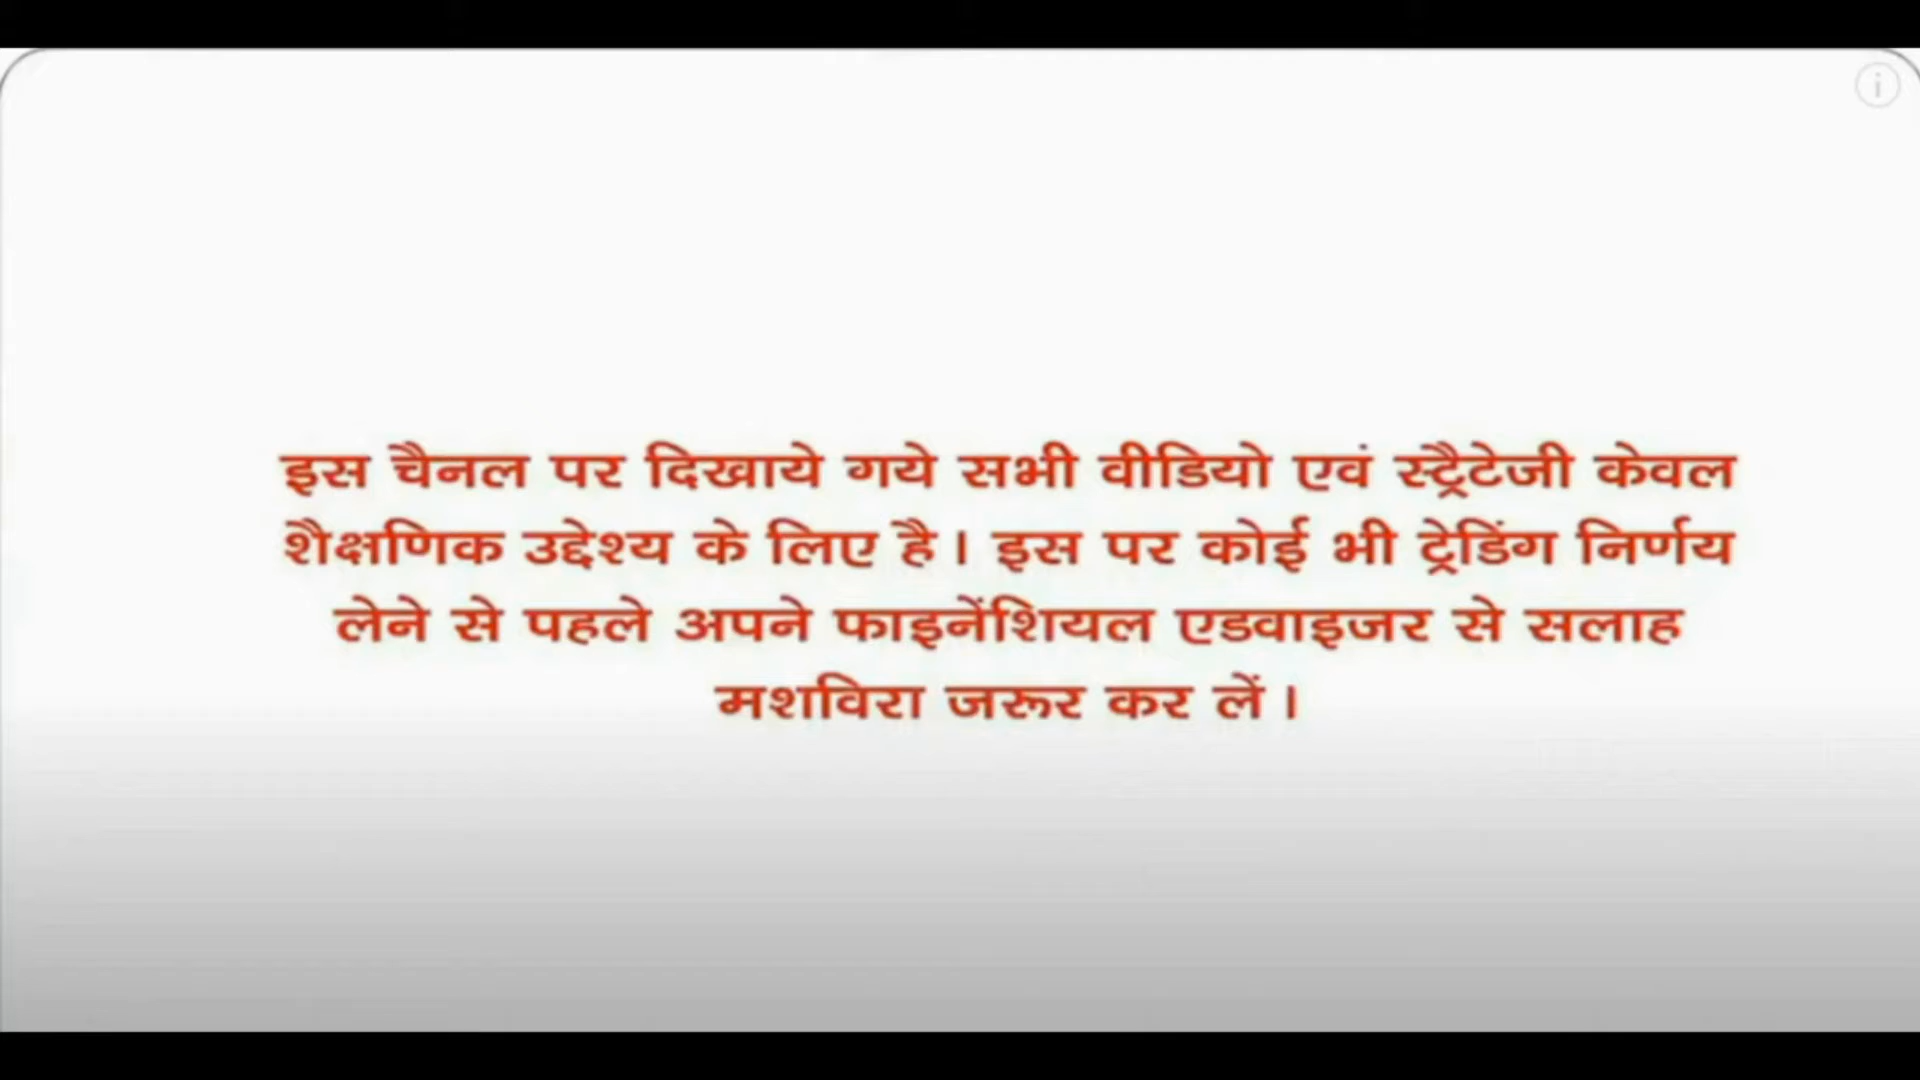 इस चैनल पर दिखाये गये सभी वीडियो एवं स्ट्रैटेजी केवल
शैक्षणिक उद्देश्य के लिए है। इस पर कोई भी ट्रेडिंग निर्णय
लेने से पहले अपने फाइनेंशियल एडवाइजर से सलाह
मशविरा जरूर कर लें।